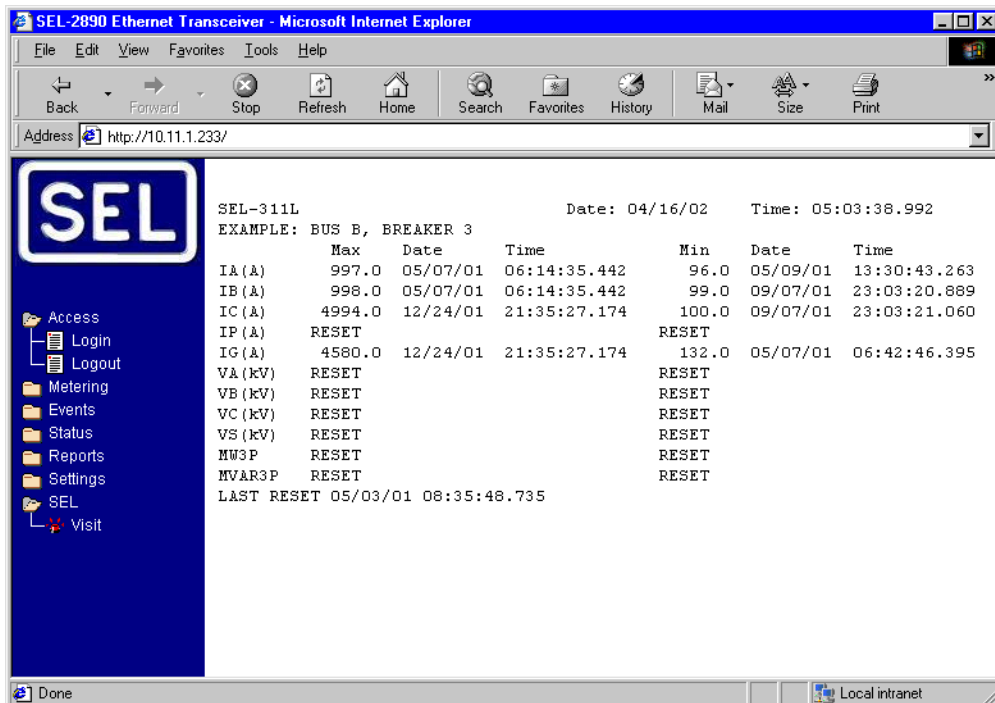 SEL-2890 Ethernet Transceiver - Microsoft Internet Explorer
File Edit View Favorites Tools Help
Back Forward Stop Refresh Home Search Favorites History Mail Size Print »
Address http://10.11.1.233/
SEL
Access
Login
Logout
Metering
Events
Status
Reports
Settings
SEL
Visit
SEL-311L Date: 04/16/02 Time: 05:03:38.992
EXAMPLE: BUS B, BREAKER 3
Max Date Time Min Date Time
IA(A) 997.0 05/07/01 06:14:35.442 96.0 05/09/01 13:30:43.263
IB(A) 998.0 05/07/01 06:14:35.442 99.0 09/07/01 23:03:20.889
IC(A) 4994.0 12/24/01 21:35:27.174 100.0 09/07/01 23:03:21.060
IP(A) RESET RESET
IG(A) 4580.0 12/24/01 21:35:27.174 132.0 05/07/01 06:42:46.395
VA(kV) RESET RESET
VB(kV) RESET RESET
VC(kV) RESET RESET
VS(kV) RESET RESET
MW3P RESET RESET
MVAR3P RESET RESET
LAST RESET 05/03/01 08:35:48.735
Done Local intranet